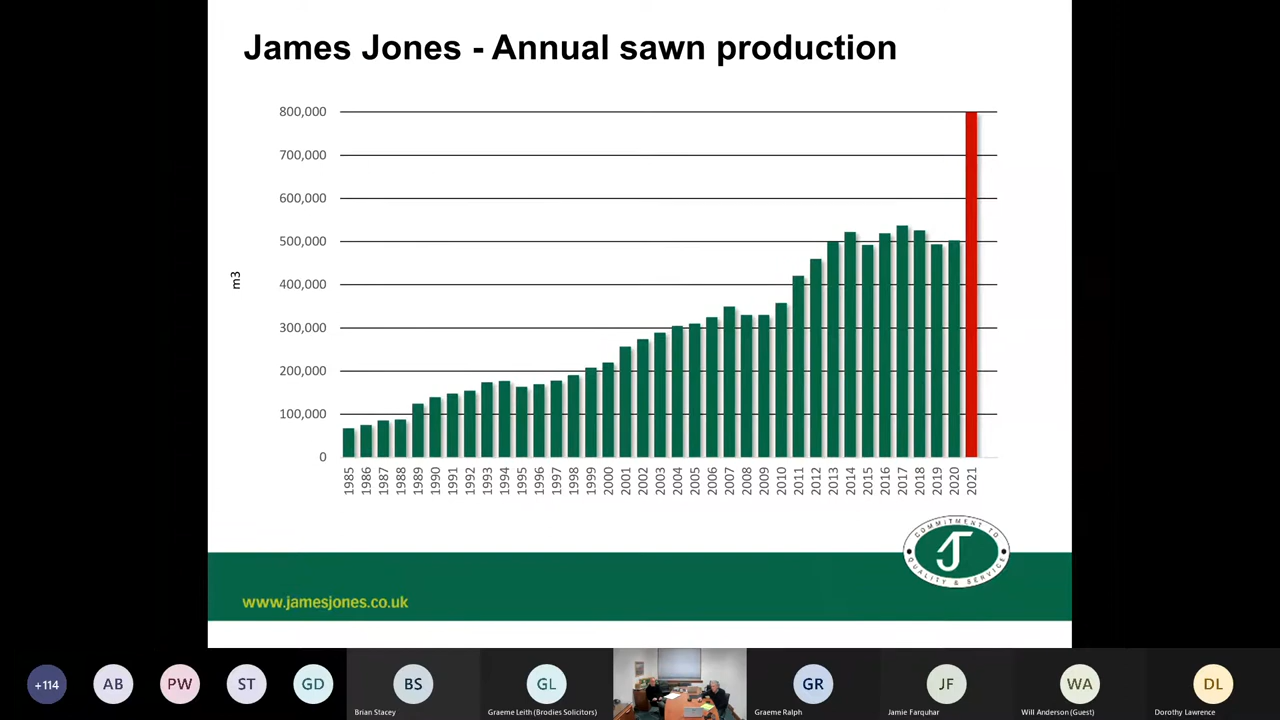 James Jones - Annual sawn production
800,000
700,000
600,000
500,000
400,000
300,000
200,000
100,000
0
m3
1985
1986
1987
1988
1989
1990
1991
1992
1993
1994
1995
1996
1997
1998
1999
2000
2001
2002
2003
2004
2005
2006
2007
2008
2009
2010
2011
2012
2013
2014
2015
2016
2017
2018
2019
2020
2021
COMMITMENT TO
J
QUALITY & SERVICE
www.jamesjones.co.uk
+114
AB
PW
ST
GD
BS
Brian Stacey
GL
Graeme Leith (Brodies Solicitors)
GR
Graeme Ralph
JF
Jamie Farquhar
WA
Will Anderson (Guest)
DL
Dorothy Lawrence